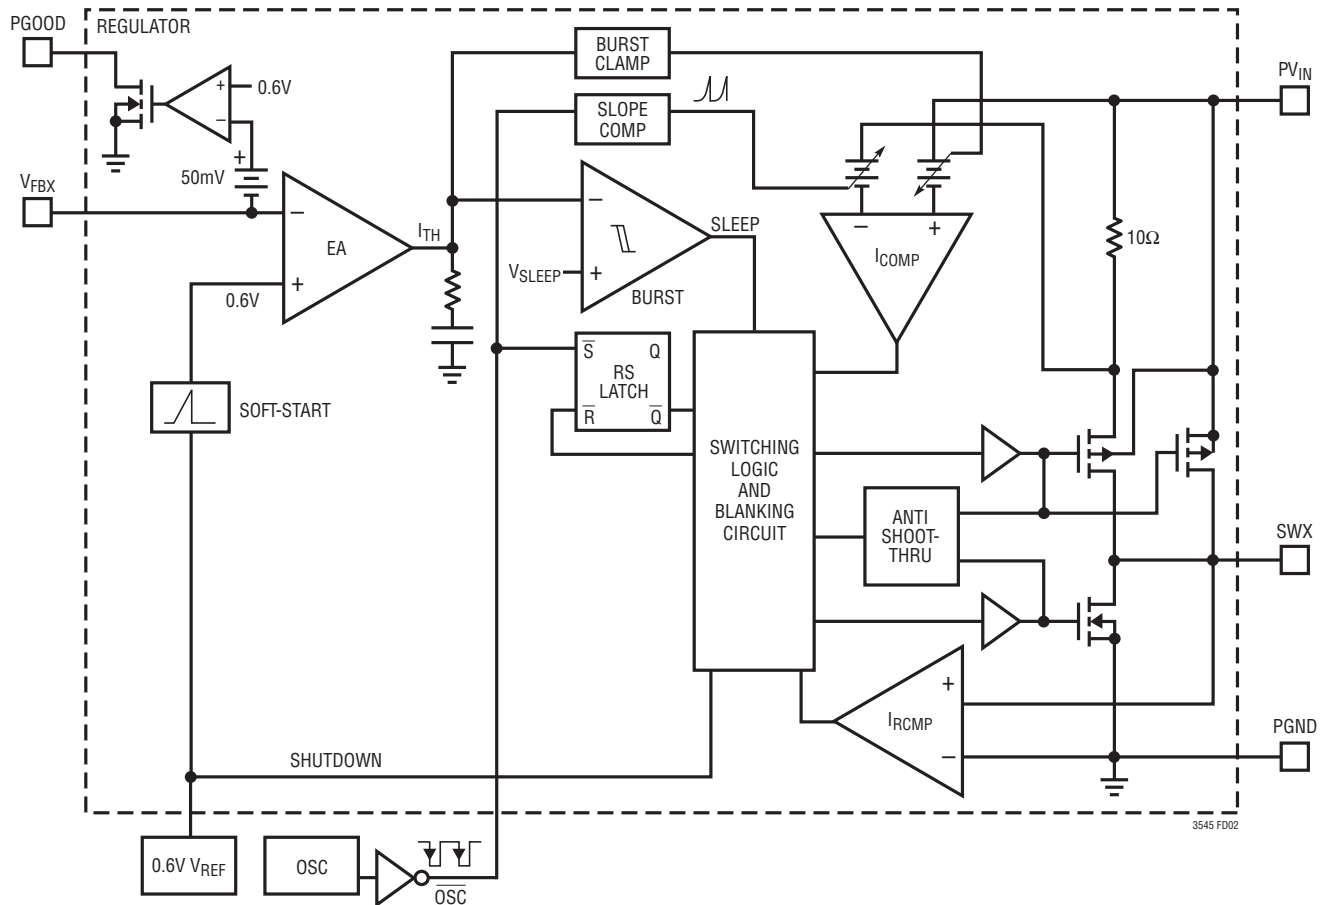 PGOOD
REGULATOR
BURST
CLAMP
PVIN
+
0.6V
−
SLOPE
COMP
+
50mV
VFBX
−
EA
+
0.6V
ITH
−
SLEEP
VSLEEP
+
BURST
−
+
ICOMP
10Ω
S̅
Q
RS
LATCH
R̅
Q̅
SOFT-START
SWITCHING
LOGIC
AND
BLANKING
CIRCUIT
ANTI
SHOOT-
THRU
SWX
+
IRCMP
−
PGND
SHUTDOWN
3545 FD02
0.6V VREF
OSC
O̅S̅C̅